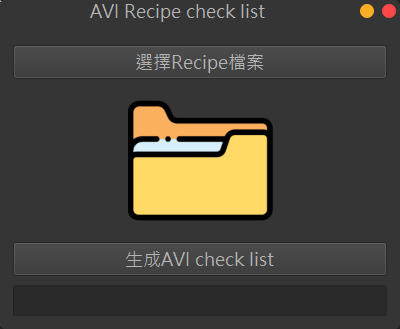 AVI Recipe check list
選擇Recipe檔案
生成AVI check list